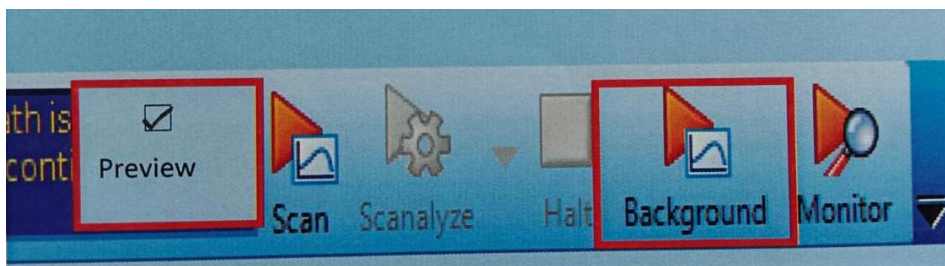 ath is
conti
Preview
Scan
Scanalyze
Halt
Background
Monitor